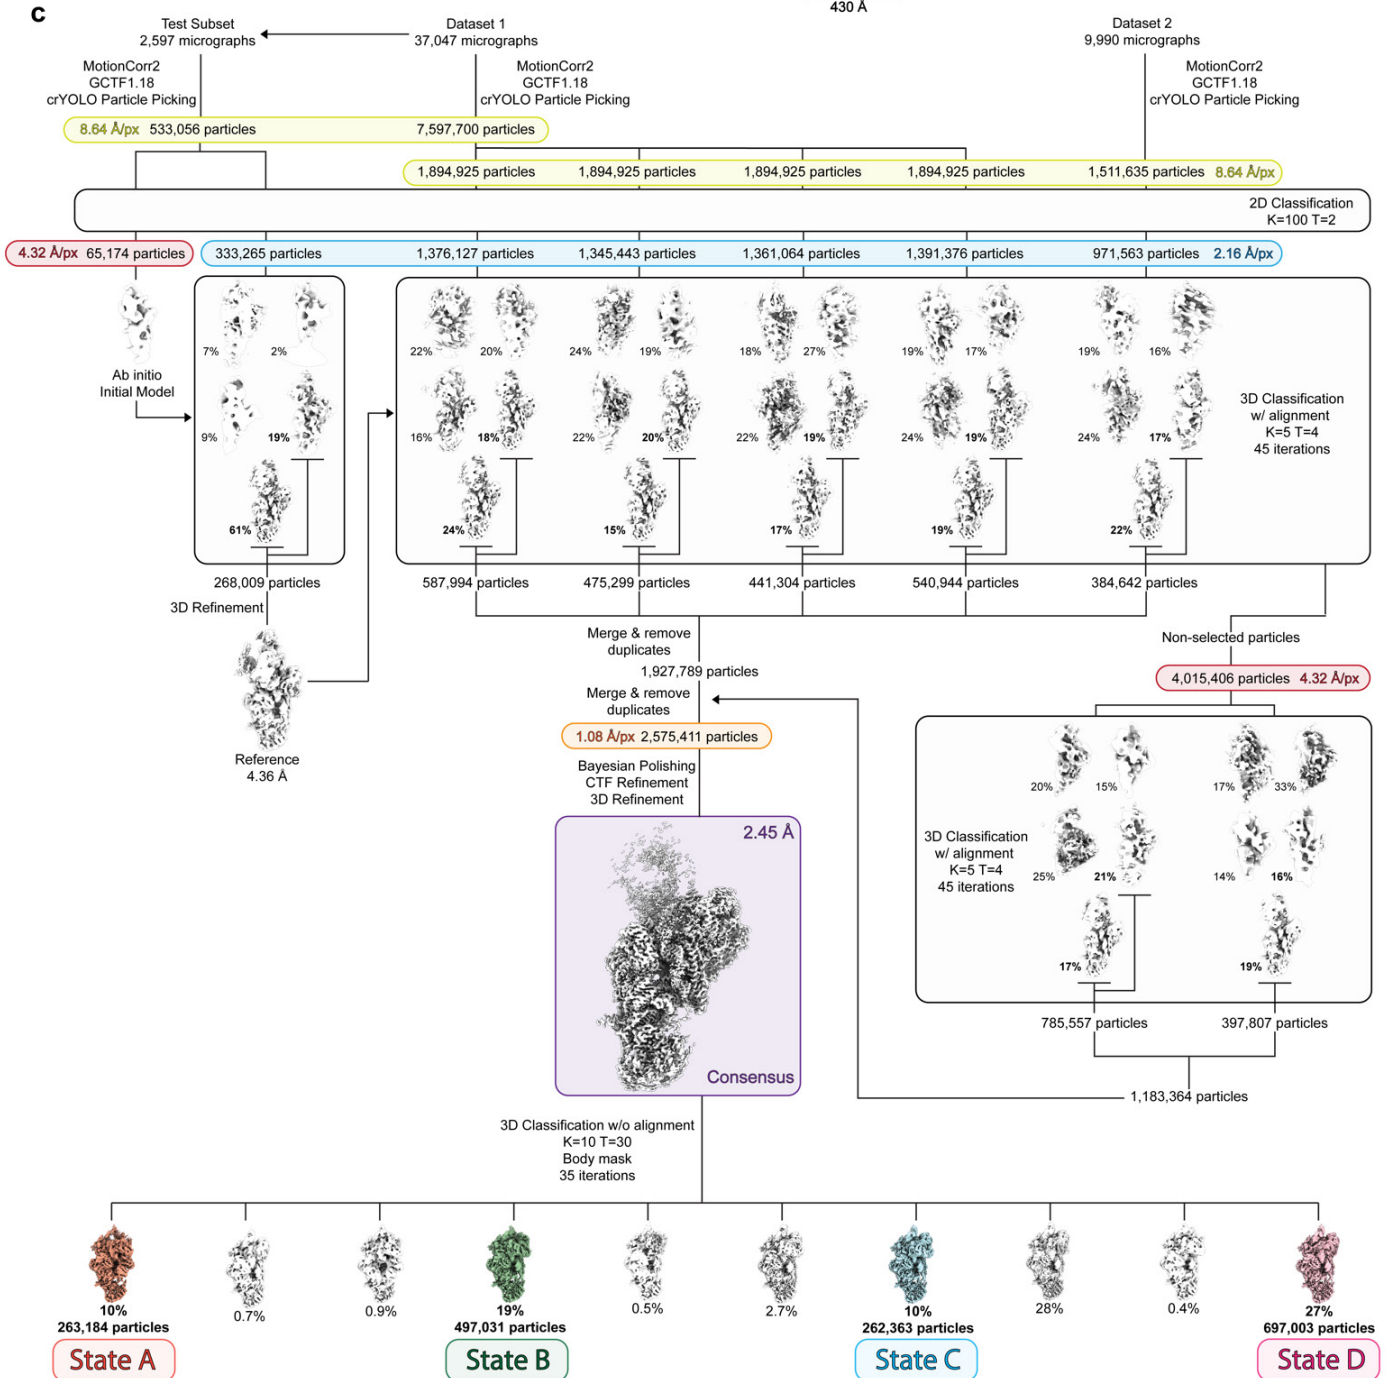 c
430 Å
Test Subset
2,597 micrographs
Dataset 1
37,047 micrographs
Dataset 2
9,990 micrographs
MotionCorr2
GCTF1.18
crYOLO Particle Picking
MotionCorr2
GCTF1.18
crYOLO Particle Picking
MotionCorr2
GCTF1.18
crYOLO Particle Picking
8.64 Å/px 533,056 particles
7,597,700 particles
1,894,925 particles
1,894,925 particles
1,894,925 particles
1,894,925 particles
1,511,635 particles 8.64 Å/px
2D Classification
K=100 T=2
4.32 Å/px 65,174 particles
333,265 particles
1,376,127 particles
1,345,443 particles
1,361,064 particles
1,391,376 particles
971,563 particles 2.16 Å/px
Ab initio
Initial Model
7%
2%
9%
19%
61%
22%
20%
24%
19%
18%
27%
19%
17%
19%
16%
16%
18%
22%
20%
22%
19%
24%
19%
24%
17%
24%
15%
17%
19%
22%
3D Classification
w/ alignment
K=5 T=4
45 iterations
268,009 particles
587,994 particles
475,299 particles
441,304 particles
540,944 particles
384,642 particles
3D Refinement
Reference
4.36 Å
Merge & remove
duplicates
1,927,789 particles
Merge & remove
duplicates
1.08 Å/px 2,575,411 particles
Bayesian Polishing
CTF Refinement
3D Refinement
2.45 Å
Consensus
Non-selected particles
4,015,406 particles 4.32 Å/px
3D Classification
w/ alignment
K=5 T=4
45 iterations
20%
15%
17%
33%
25%
21%
14%
16%
17%
19%
785,557 particles
397,807 particles
1,183,364 particles
3D Classification w/o alignment
K=10 T=30
Body mask
35 iterations
10%
263,184 particles
State A
0.7%
0.9%
19%
497,031 particles
State B
0.5%
2.7%
10%
262,363 particles
State C
28%
0.4%
27%
697,003 particles
State D